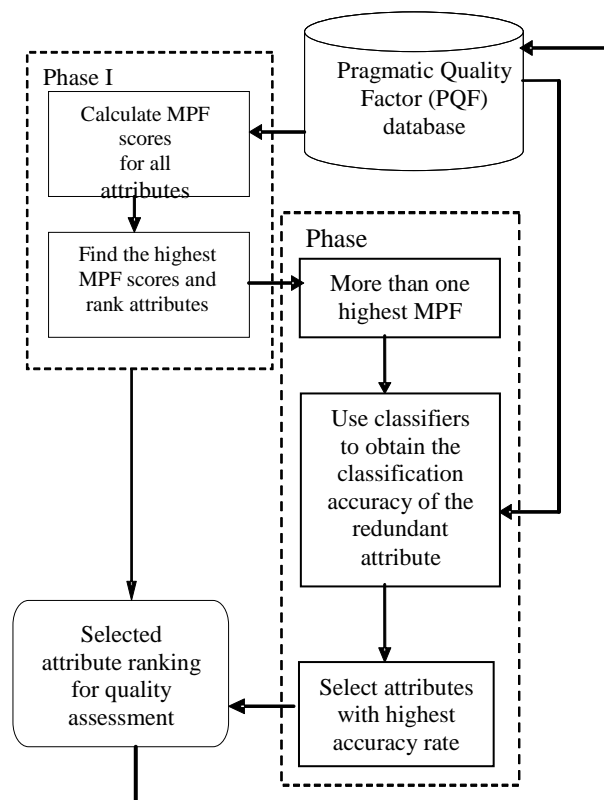 Pragmatic Quality
Factor (PQF)
database
Phase I
Calculate MPF
scores
for all
attributes
Find the highest
MPF scores and
rank attributes
Phase
More than one
highest MPF
Use classifiers
to obtain the
classification
accuracy of the
redundant
attribute
Select attributes
with highest
accuracy rate
Selected
attribute ranking
for quality
assessment